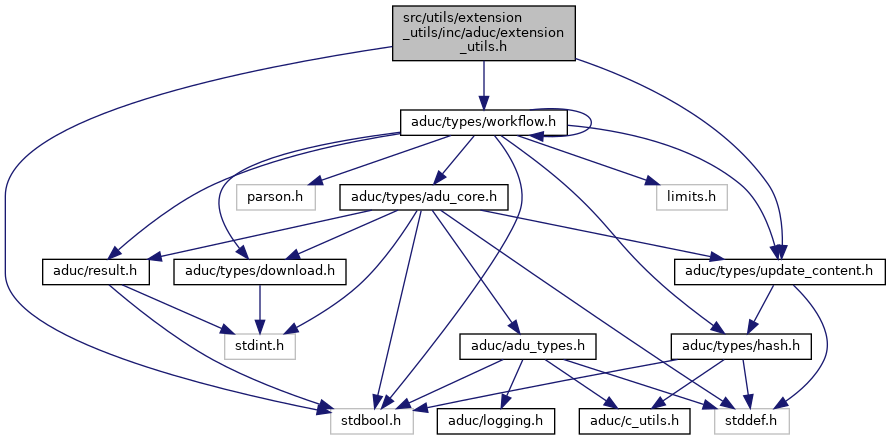 src/utils/extension
_utils/inc/aduc/extension
_utils.h
aduc/types/workflow.h
parson.h
aduc/types/adu_core.h
limits.h
aduc/result.h
aduc/types/download.h
aduc/types/update_content.h
stdint.h
aduc/adu_types.h
aduc/types/hash.h
stdbool.h
aduc/logging.h
aduc/c_utils.h
stddef.h